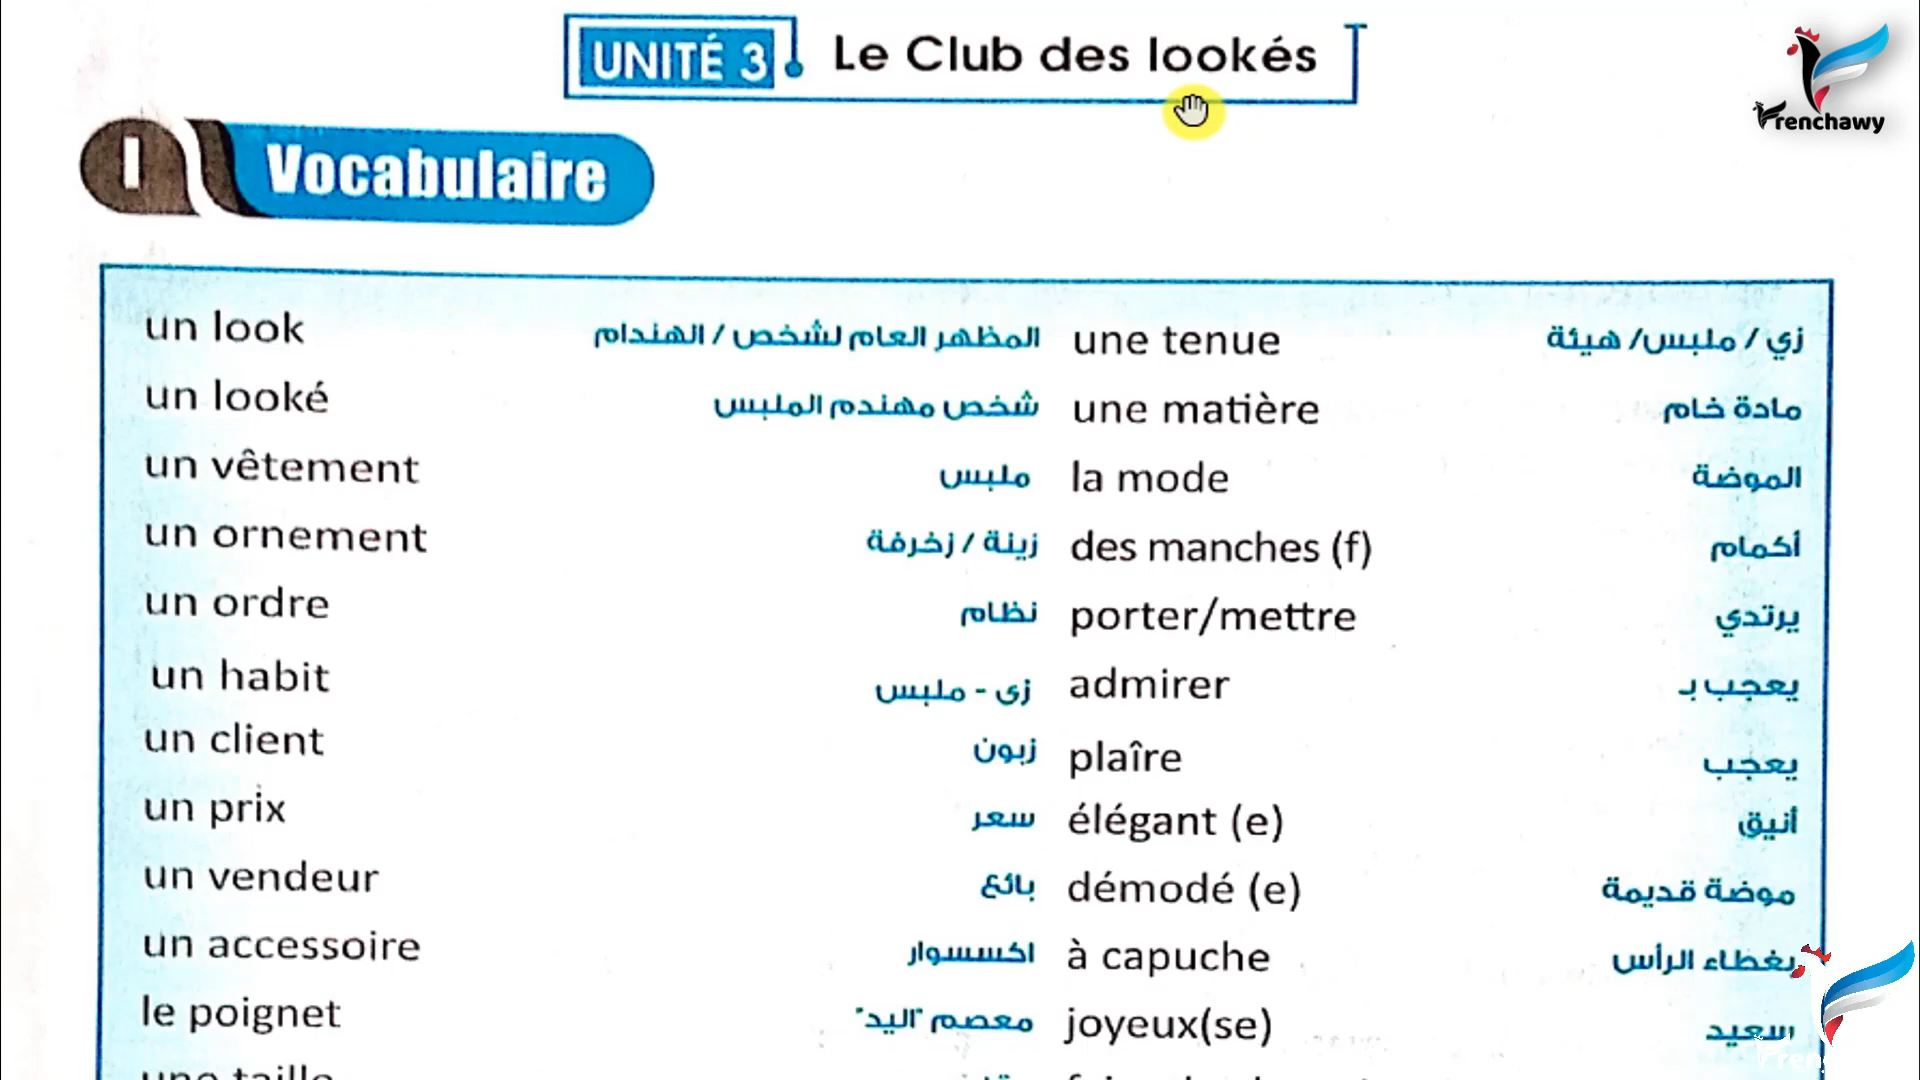 UNITÉ 3 Le Club des lookés
Frenchawy
I Vocabulaire
un look المظهر العام لشخص / الهندام une tenue زي / ملبس/ هيئة
un looké شخص مهندم الملبس une matière مادة خام
un vêtement ملبس la mode الموضة
un ornement زينة / زخرفة des manches (f) أكمام
un ordre نظام porter/mettre يرتدي
un habit زى - ملبس admirer يعجب بـ
un client زبون plaîre يعجب
un prix سعر élégant (e) أنيق
un vendeur بائع démodé (e) موضة قديمة
un accessoire اكسسوار à capuche بغطاء الرأس
le poignet معصم "اليد" joyeux(se) سعيد
une taille